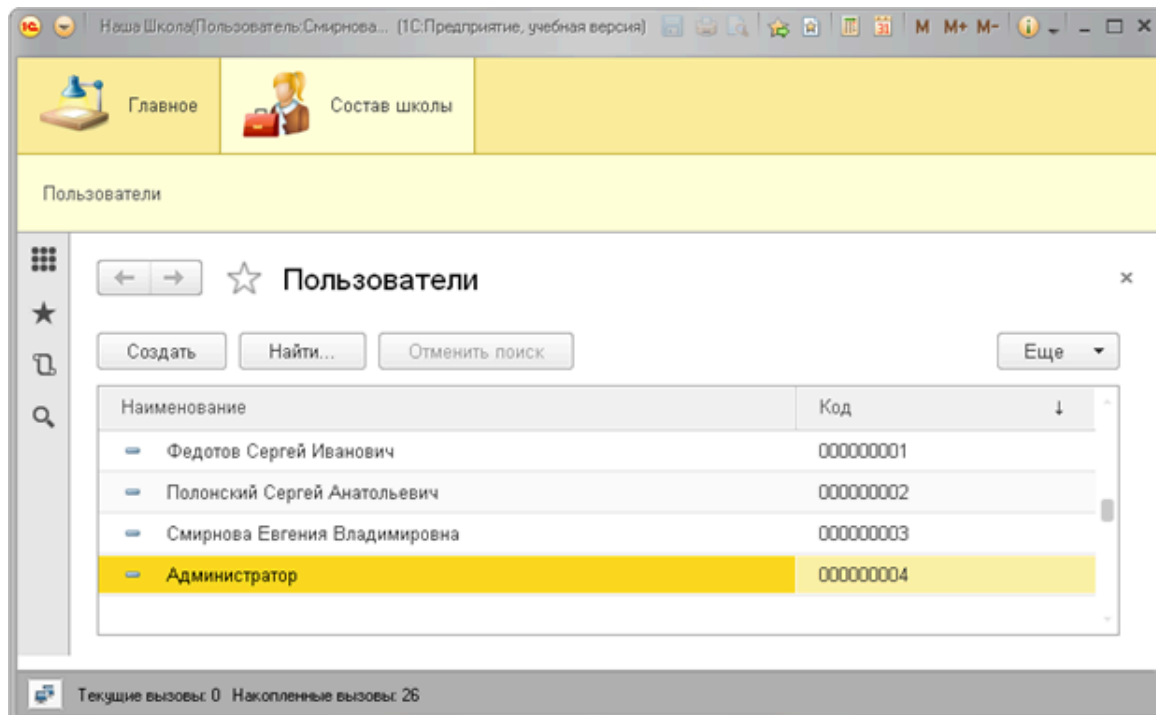 1С Наша Школа(Пользователь:Смирнова... (1С:Предприятие, учебная версия) 31 M M+ M-
Главное Состав школы
Пользователи
Пользователи
Создать Найти... Отменить поиск Еще
Наименование Код
Федотов Сергей Иванович 000000001
Полонский Сергей Анатольевич 000000002
Смирнова Евгения Владимировна 000000003
Администратор 000000004
Текущие вызовы: 0 Накопленные вызовы: 26